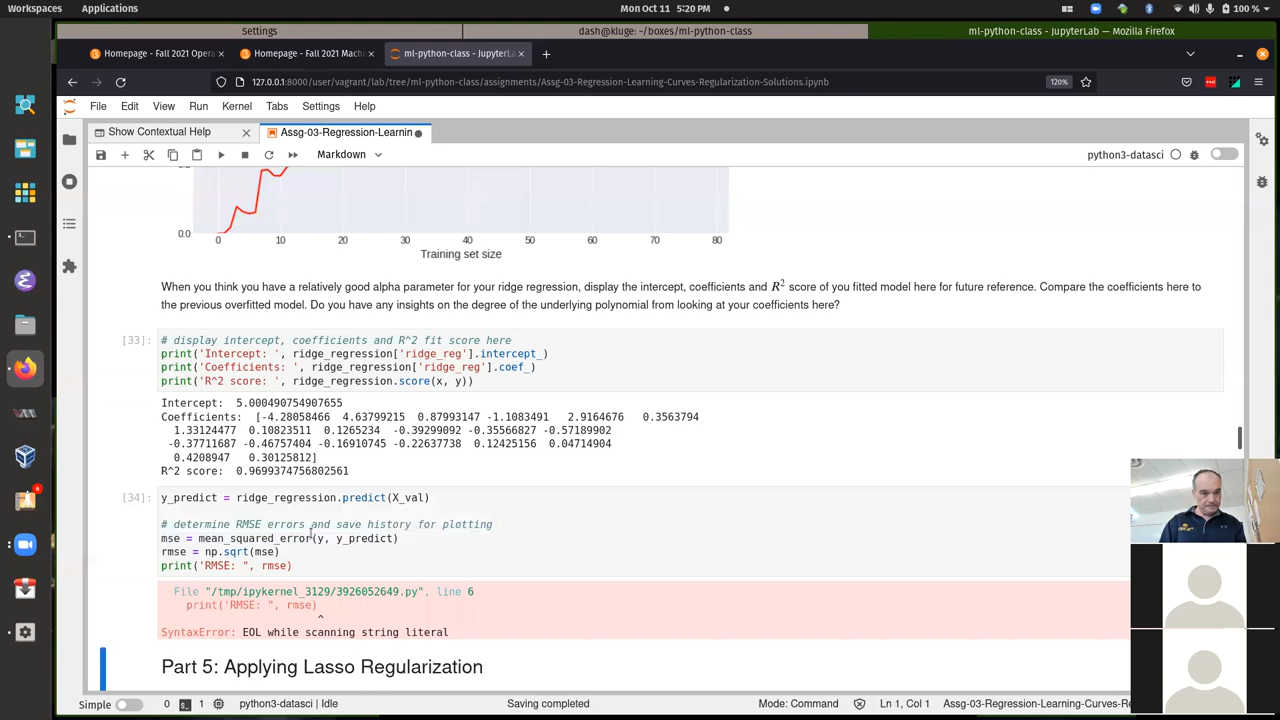 Workspaces Applications Mon Oct 11 5:20 PM 100 %
Settings dash@kluge: ~/boxes/ml-python-class ml-python-class - JupyterLab — Mozilla Firefox
Homepage - Fall 2021 Opera Homepage - Fall 2021 Machi ml-python-class - JupyterLa
127.0.0.1:8000/user/vagrant/lab/tree/ml-python-class/assignments/Assg-03-Regression-Learning-Curves-Regularization-Solutions.ipynb 120%
File Edit View Run Kernel Tabs Settings Help
Show Contextual Help Assg-03-Regression-Learnin
Markdown python3-datasci
0.0
0 10 20 30 40 50 60 70 80
Training set size
When you think you have a relatively good alpha parameter for your ridge regression, display the intercept, coefficients and R² score of you fitted model here for future reference. Compare the coefficients here to
the previous overfitted model. Do you have any insights on the degree of the underlying polynomial from looking at your coefficients here?
[33]: # display intercept, coefficients and R^2 fit score here
print('Intercept: ', ridge_regression['ridge_reg'].intercept_)
print('Coefficients: ', ridge_regression['ridge_reg'].coef_)
print('R^2 score: ', ridge_regression.score(x, y))
Intercept:  5.000490754907655
Coefficients:  [-4.28058466  4.63799215  0.87993147 -1.1083491   2.9164676   0.3563794
1.33124477  0.10823511  0.1265234  -0.39299092 -0.35566827 -0.57189902
-0.37711687 -0.46757404 -0.16910745 -0.22637738  0.12425156  0.04714904
0.4208947   0.30125812]
R^2 score:  0.9699374756802561
[34]: y_predict = ridge_regression.predict(X_val)
# determine RMSE errors and save history for plotting
mse = mean_squared_error(y, y_predict)
rmse = np.sqrt(mse)
print('RMSE: ", rmse)
File "/tmp/ipykernel_3129/3926052649.py", line 6
print('RMSE: ", rmse)
^
SyntaxError: EOL while scanning string literal
Part 5: Applying Lasso Regularization
Simple 0 1 python3-datasci | Idle Saving completed Mode: Command Ln 1, Col 1 Assg-03-Regression-Learning-Curves-Re